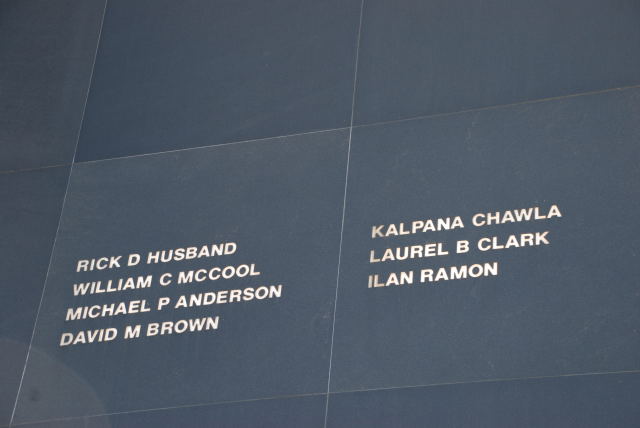 RICK D HUSBAND
WILLIAM C MCCOOL
MICHAEL P ANDERSON
DAVID M BROWN
KALPANA CHAWLA
LAUREL B CLARK
ILAN RAMON